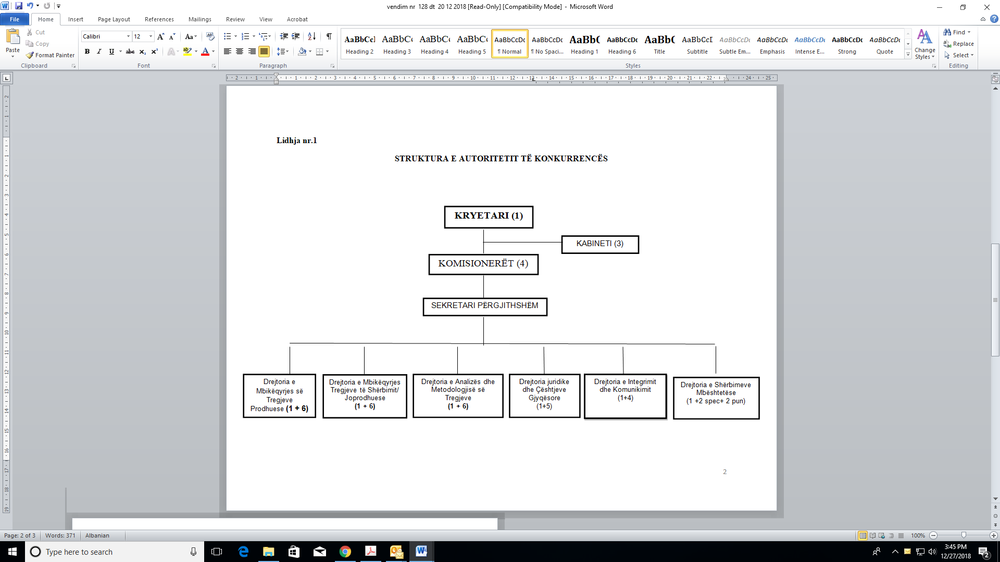 vendim nr 128 dt 20 12 2018 [Read-Only] [Compatibility Mode] - Microsoft Word
File Home Insert Page Layout References Mailings Review View Acrobat
Paste
Cut
Copy
Format Painter
Clipboard
Calibri 12
Font
Paragraph
AaBbCcI AaBbC AaBbC AaBbC AaBbCcDc AaBbCcDc AaBbC AaBbCcDc AaBb( AaBbCcI AaBbCcDc AaBbCcDc AaBbCcDc AaBbCcDc AaBbCcDc
Heading 2 Heading 3 Heading 4 Heading 5 ¶ Normal ¶ No Spaci... Heading 1 Heading 6 Title Subtitle Subtle Em... Emphasis Intense E... Strong Quote
Change Styles
Styles
Find
Replace
Select
Editing
Lidhja nr.1
STRUKTURA E AUTORITETIT TË KONKURRENCËS
KRYETARI (1)
KABINETI (3)
KOMISIONERËT (4)
SEKRETARI PËRGJITHSHËM
Drejtoria e
Mbikëqyrjes së
Tregjeve
Prodhuese (1 + 6)
Drejtoria e Mbikëqyrjes
Tregjeve të Shërbimit/
Joprodhuese
(1 + 6)
Drejtoria e Analizës dhe
Metodologjisë së
Tregjeve
(1 + 6)
Drejtoria juridike
dhe Çështjeve
Gjyqësore
(1+5)
Drejtoria e Integrimit
dhe Komunikimit
(1+4)
Drejtoria e Shërbimeve
Mbështetëse
(1 +2 spec+ 2 pun)
2
Page: 2 of 3 Words: 371 Albanian 100%
Type here to search
3:45 PM
12/27/2018
2